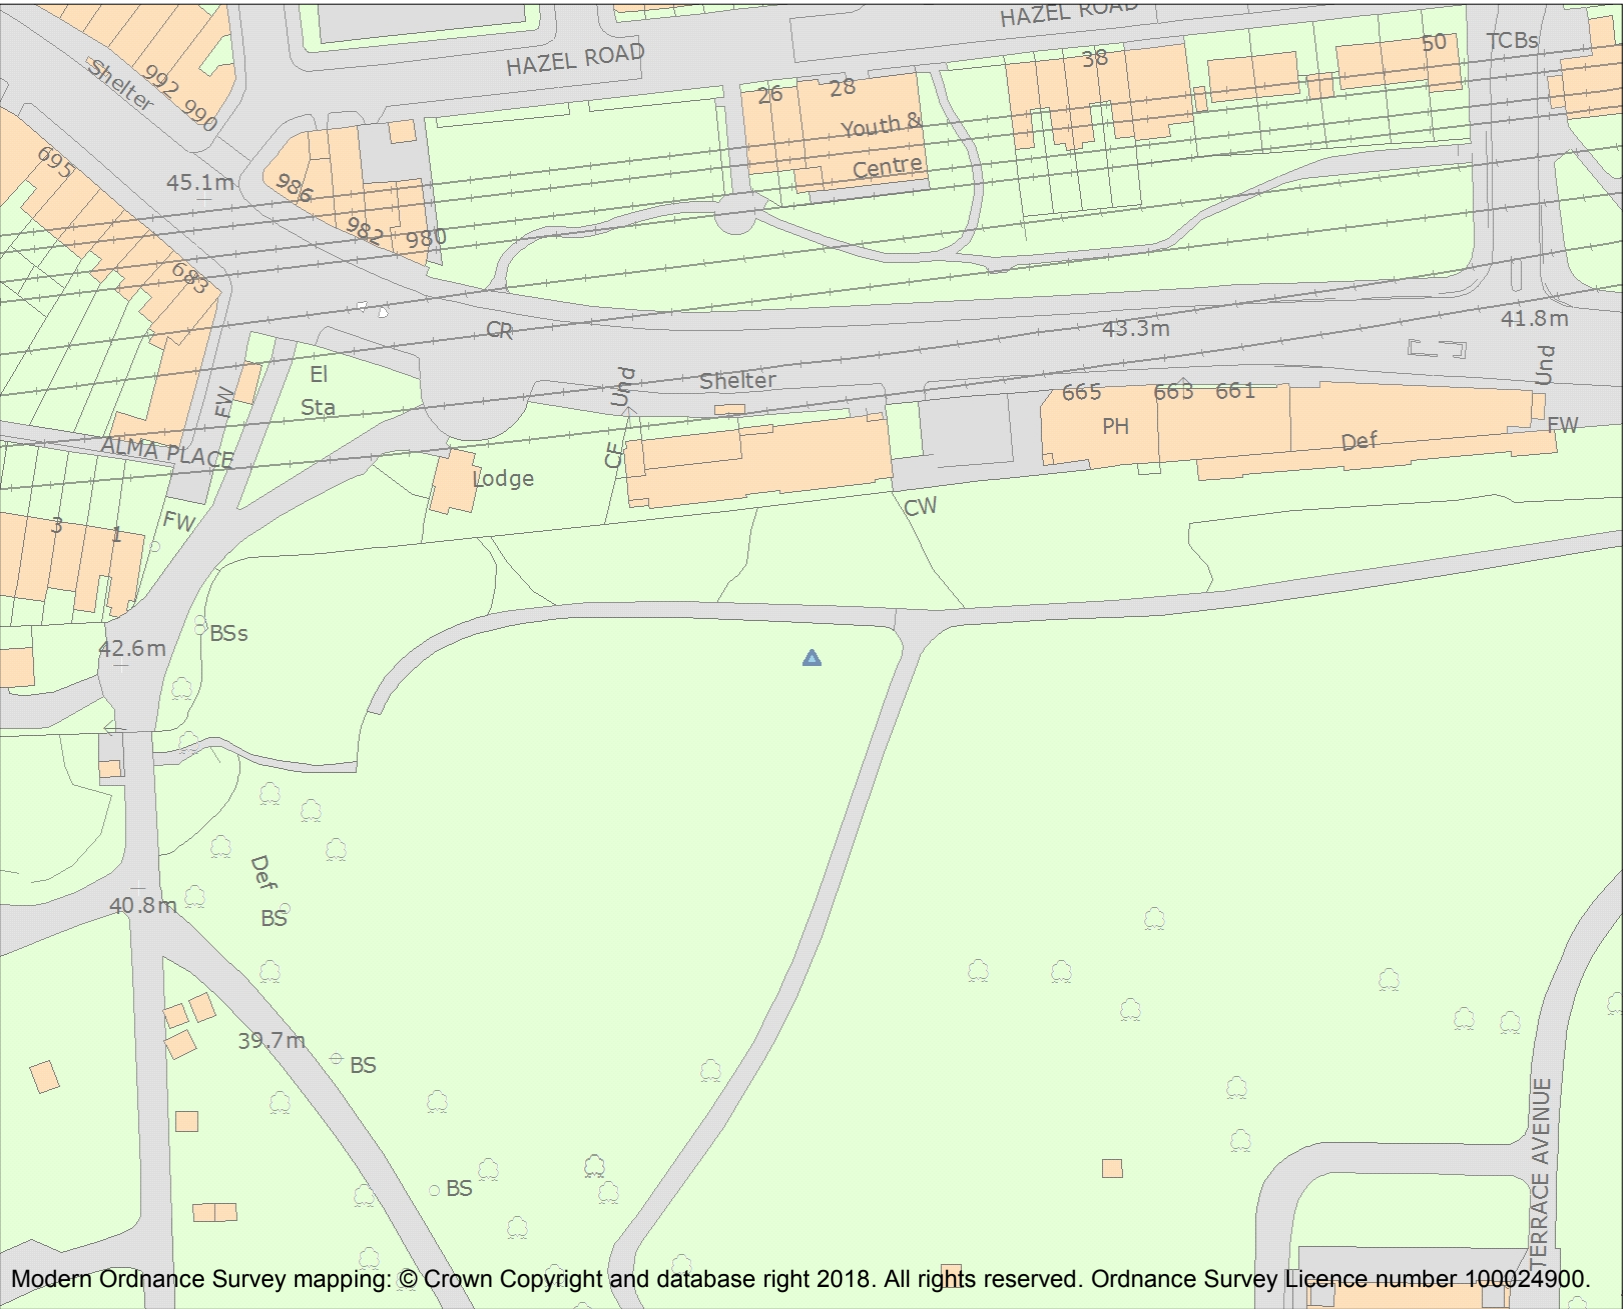 HAZEL ROAD
HAZEL ROAD
TCBs
50
38
Shelter
992
990
26
28
Youth &
Centre
695
45.1m
986
982
980
683
CR
43.3m
41.8m
El
Sta
FW
Und
Shelter
665
663
661
Und
PH
Def
FW
ALMA PLACE
CF
Lodge
CW
FW
3
1
BSs
42.6m
Def
40.8m
BS
39.7m
BS
BS
TERRACE AVENUE
Modern Ordnance Survey mapping: © Crown Copyright and database right 2018. All rights reserved. Ordnance Survey Licence number 100024900.